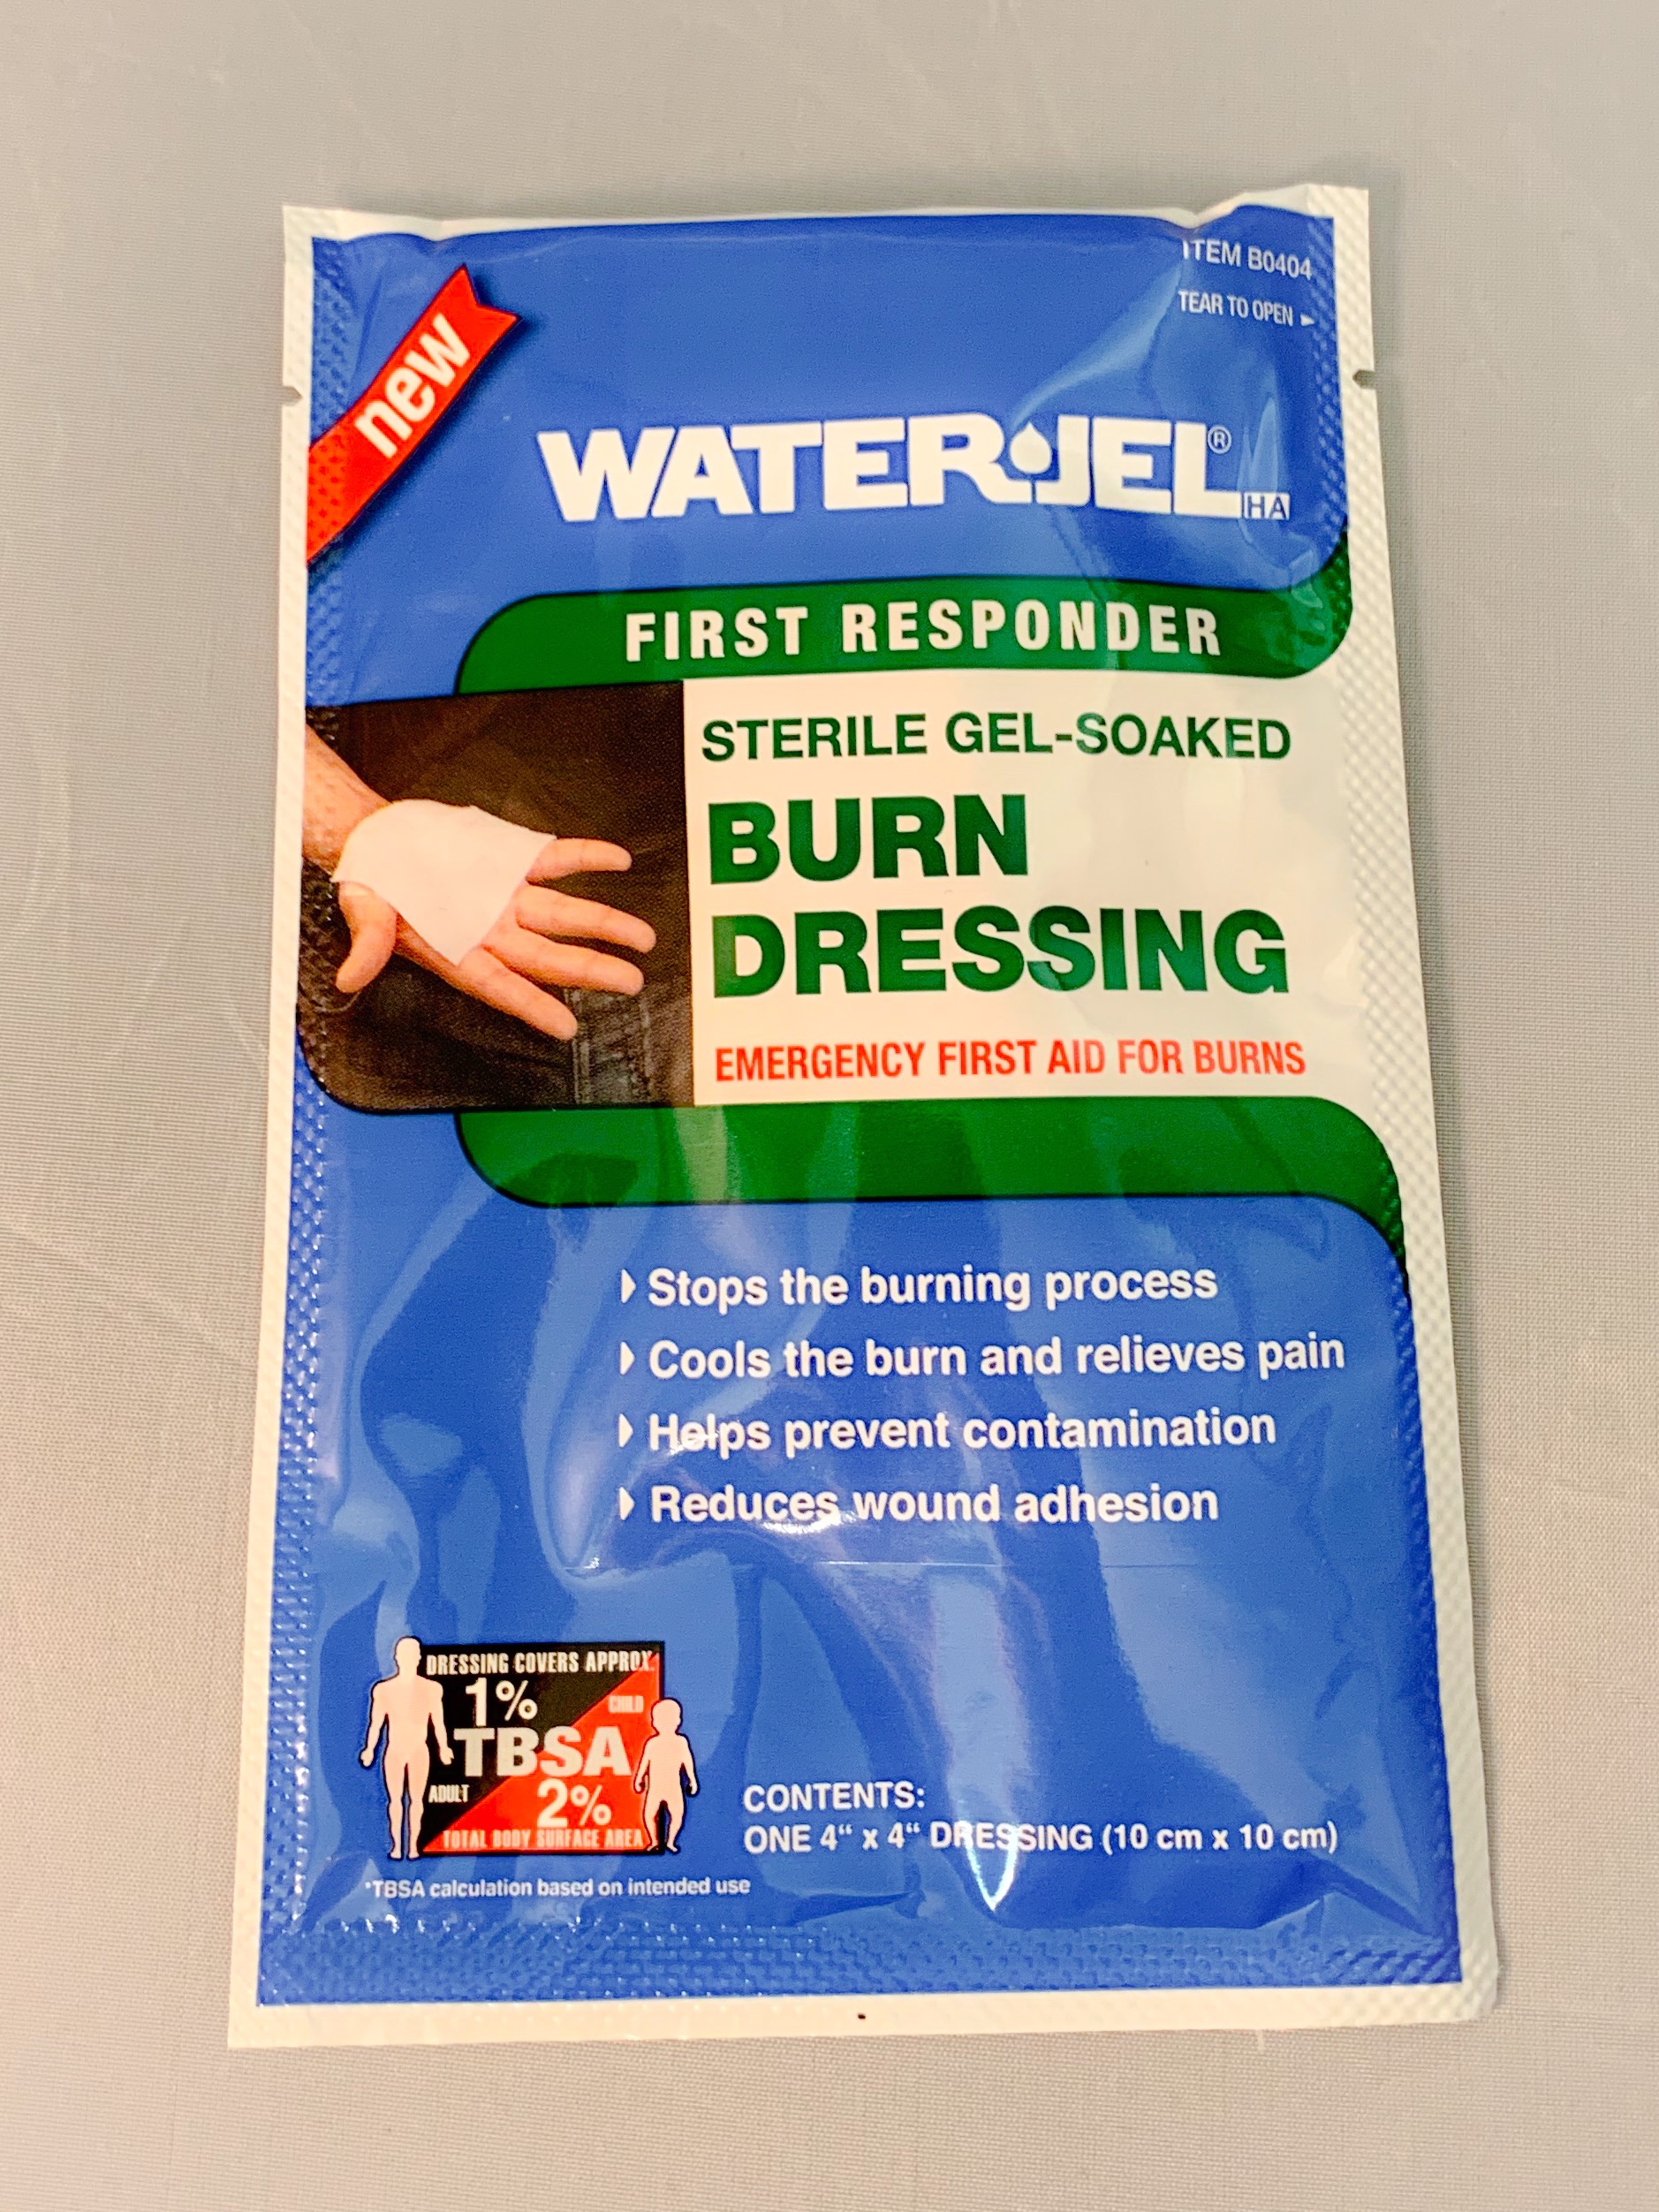 ITEM B0404
TEAR TO OPEN
new
WATER JEL®
HA
FIRST RESPONDER
STERILE GEL-SOAKED
BURN
DRESSING
EMERGENCY FIRST AID FOR BURNS
Stops the burning process
Cools the burn and relieves pain
Helps prevent contamination
Reduces wound adhesion
DRESSING COVERS APPROX.
1%
CHILD
TBSA
ADULT
2%
TOTAL BODY SURFACE AREA
CONTENTS:
ONE 4“ x 4“ DRESSING (10 cm x 10 cm)
*TBSA calculation based on intended use